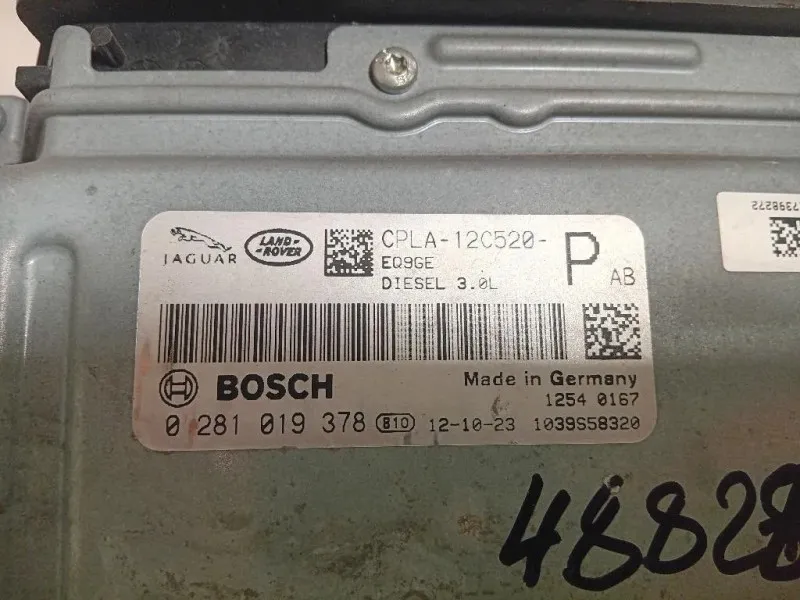 JAGUAR
LAND-
ROVER
CPLA-12C520-
EQ9GE
DIESEL 3.0L
P
AB
BOSCH
Made in Germany
1254 0167
0 281 019 378 B10 12-10-23 1039S58320
7398272